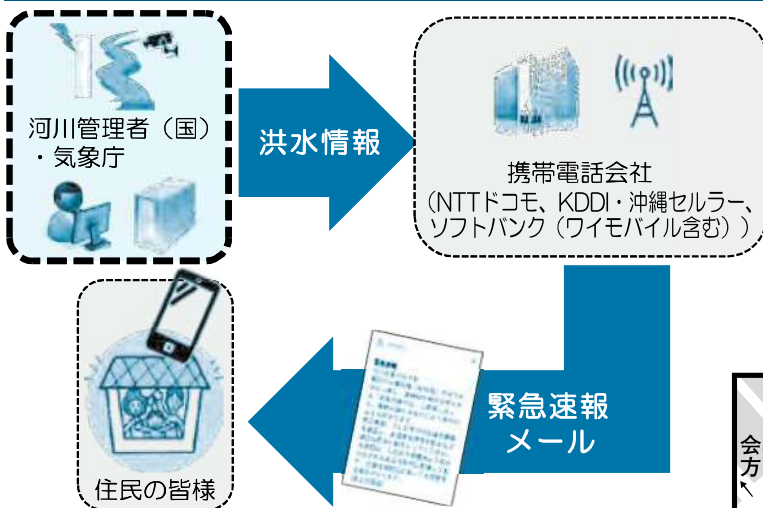 河川管理者（国）
・気象庁
洪水情報
携帯電話会社
（NTTドコモ、KDDI・沖縄セルラー、
ソフトバンク（ワイモバイル含む））
緊急速報
メール
住民の皆様
会
方